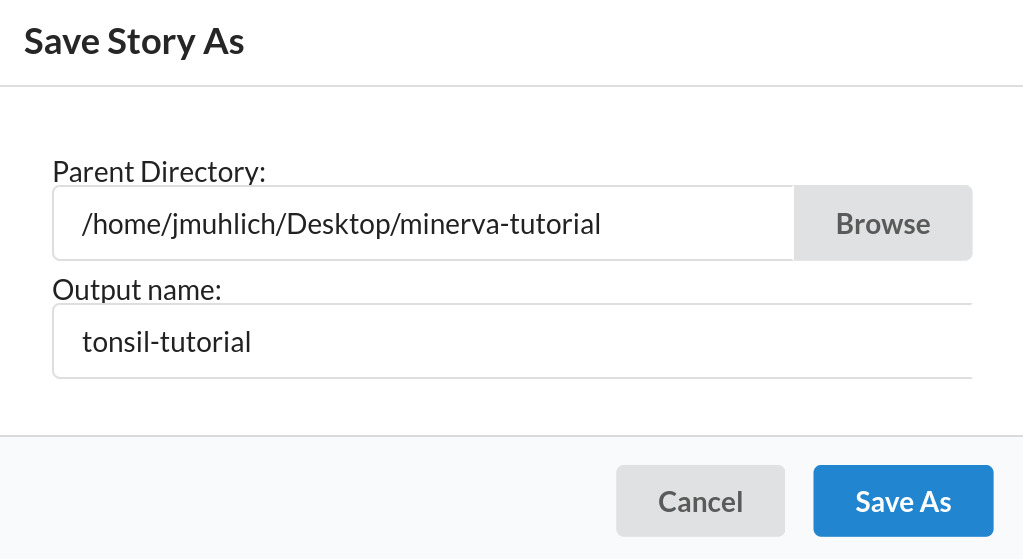 Save Story As
Parent Directory:
/home/jmuhlich/Desktop/minerva-tutorial
Browse
Output name:
tonsil-tutorial
Cancel
Save As